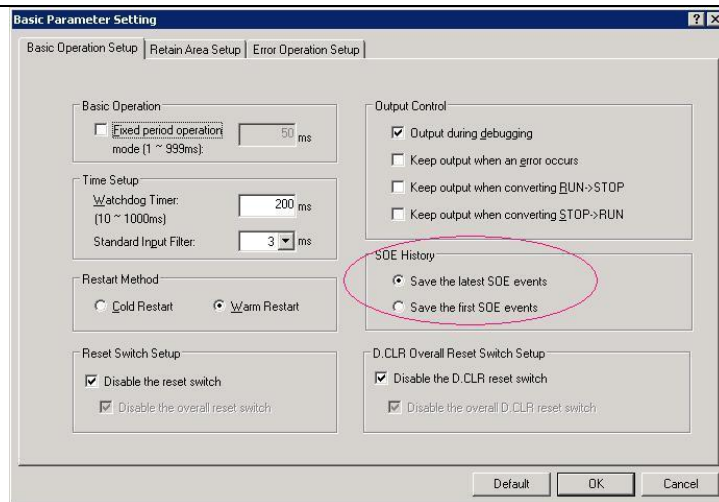 Basic Parameter Setting
Basic Operation Setup
Retain Area Setup
Error Operation Setup
Basic Operation
Fixed period operation
mode (1 ~ 999ms):
50 ms
Time Setup
Watchdog Timer:
(10 ~ 1000ms)
200 ms
Standard Input Filter:
3 ms
Restart Method
Cold Restart
Warm Restart
Reset Switch Setup
Disable the reset switch
Disable the overall reset switch
Output Control
Output during debugging
Keep output when an error occurs
Keep output when converting RUN->STOP
Keep output when converting STOP->RUN
SOE History
Save the latest SOE events
Save the first SOE events
D.CLR Overall Reset Switch Setup
Disable the D.CLR reset switch
Disable the overall D.CLR reset switch
Default
OK
Cancel